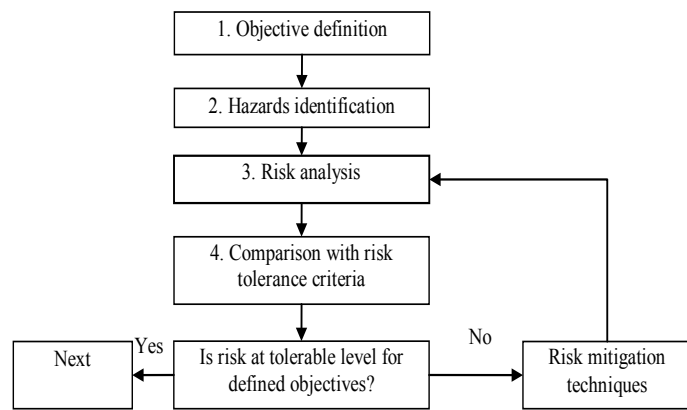 1. Objective definition
2. Hazards identification
3. Risk analysis
4. Comparison with risk
tolerance criteria
Is risk at tolerable level for
defined objectives?
Yes
Next
No
Risk mitigation
techniques